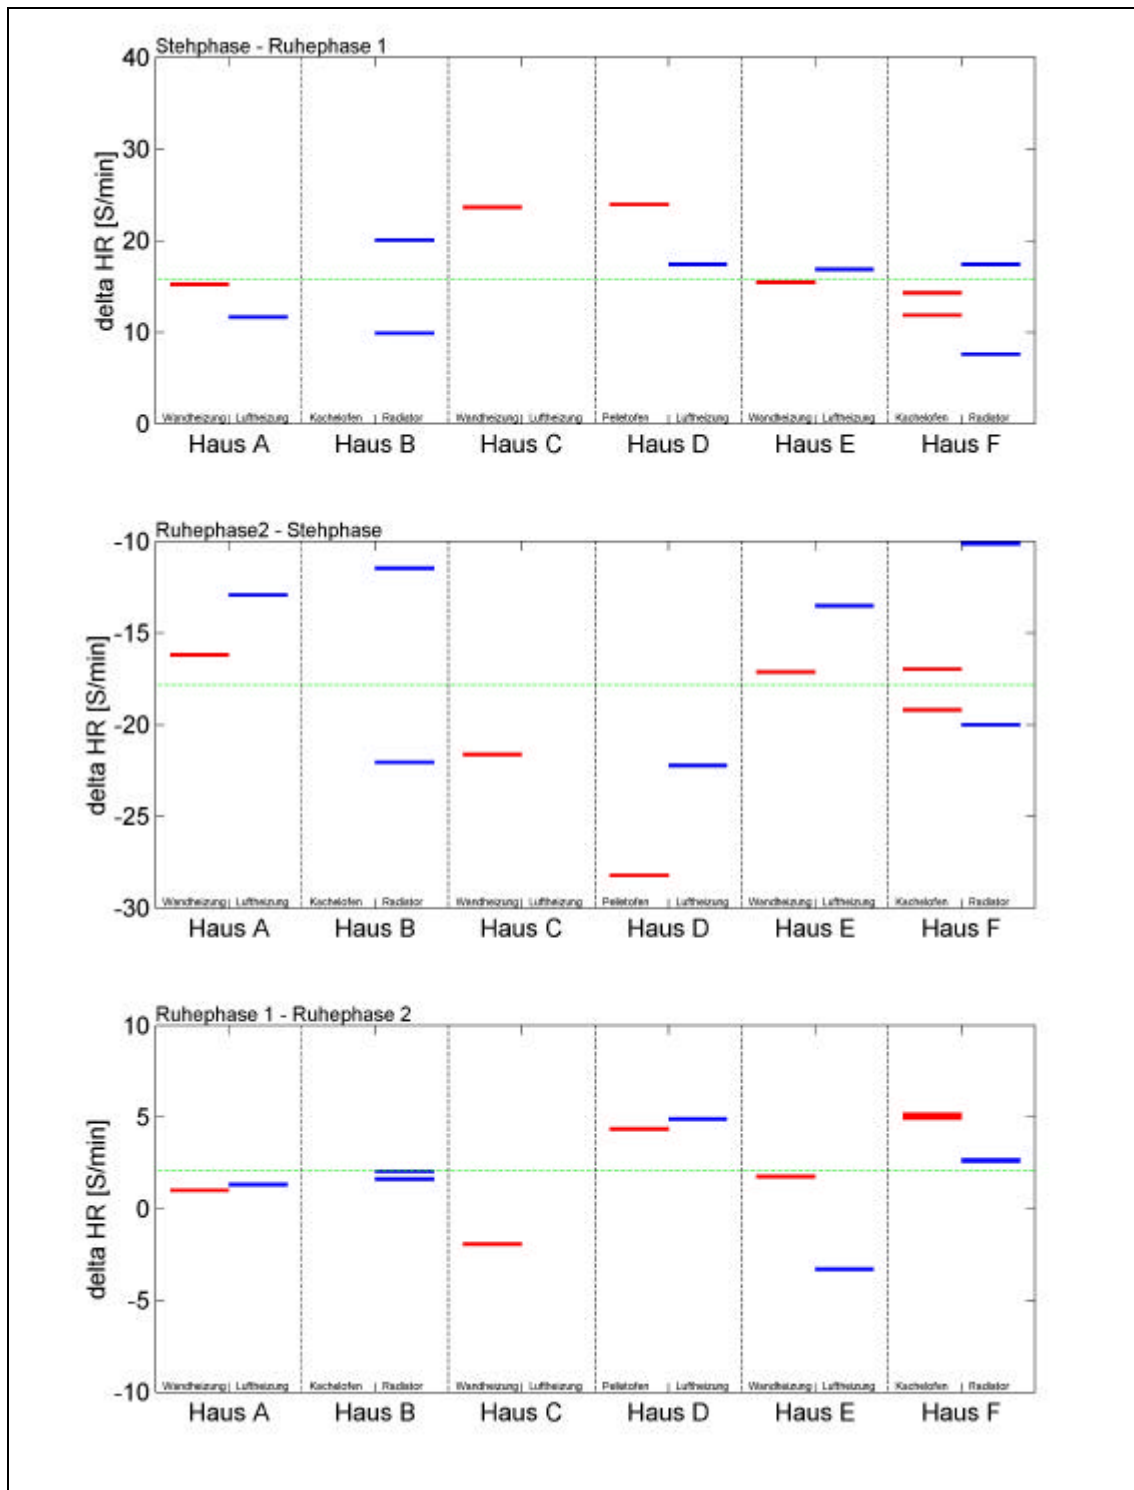 Stehphase - Ruhephase 1
40
30
20
10
0
delta HR [S/min]
Wandheizung Luftheizung Kachelofen Radiator Wandheizung Luftheizung Pelletofen Luftheizung Wandheizung Luftheizung Kachelofen Radiator
Haus A Haus B Haus C Haus D Haus E Haus F
Ruhephase2 - Stehphase
-10
-15
-20
-25
-30
delta HR [S/min]
Wandheizung Luftheizung Kachelofen Radiator Wandheizung Luftheizung Pelletofen Luftheizung Wandheizung Luftheizung Kachelofen Radiator
Haus A Haus B Haus C Haus D Haus E Haus F
Ruhephase 1 - Ruhephase 2
10
5
0
-5
-10
delta HR [S/min]
Wandheizung Luftheizung Kachelofen Radiator Wandheizung Luftheizung Pelletofen Luftheizung Wandheizung Luftheizung Kachelofen Radiator
Haus A Haus B Haus C Haus D Haus E Haus F